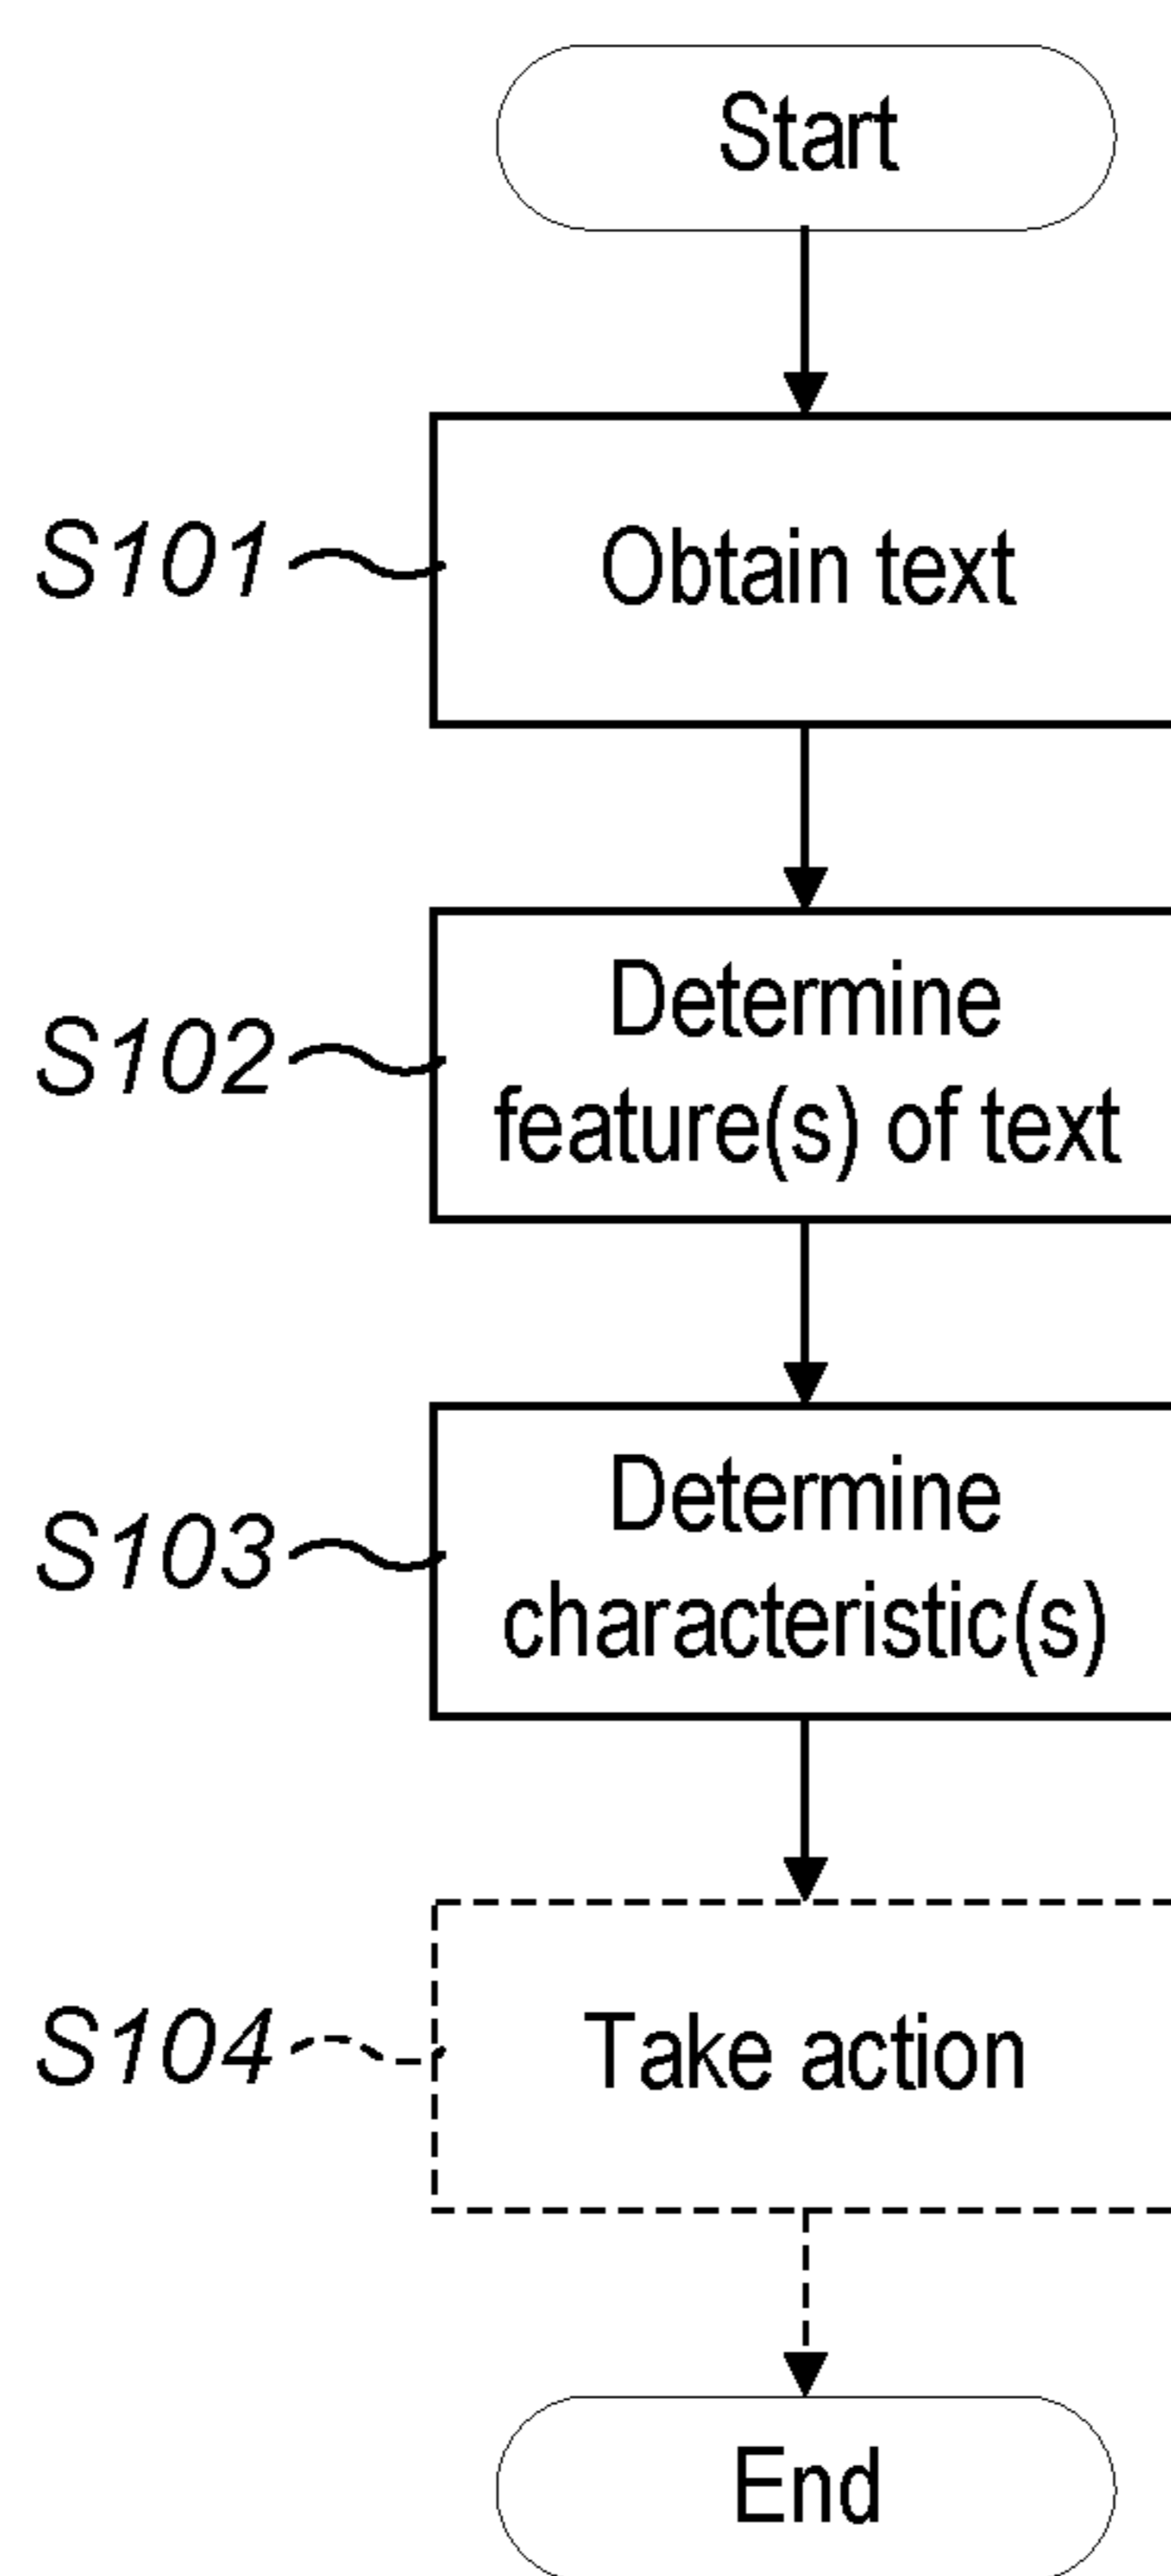 Start
S101
Obtain text
S102
Determine
feature(s) of text
S103
Determine
characteristic(s)
S104
Take action
End